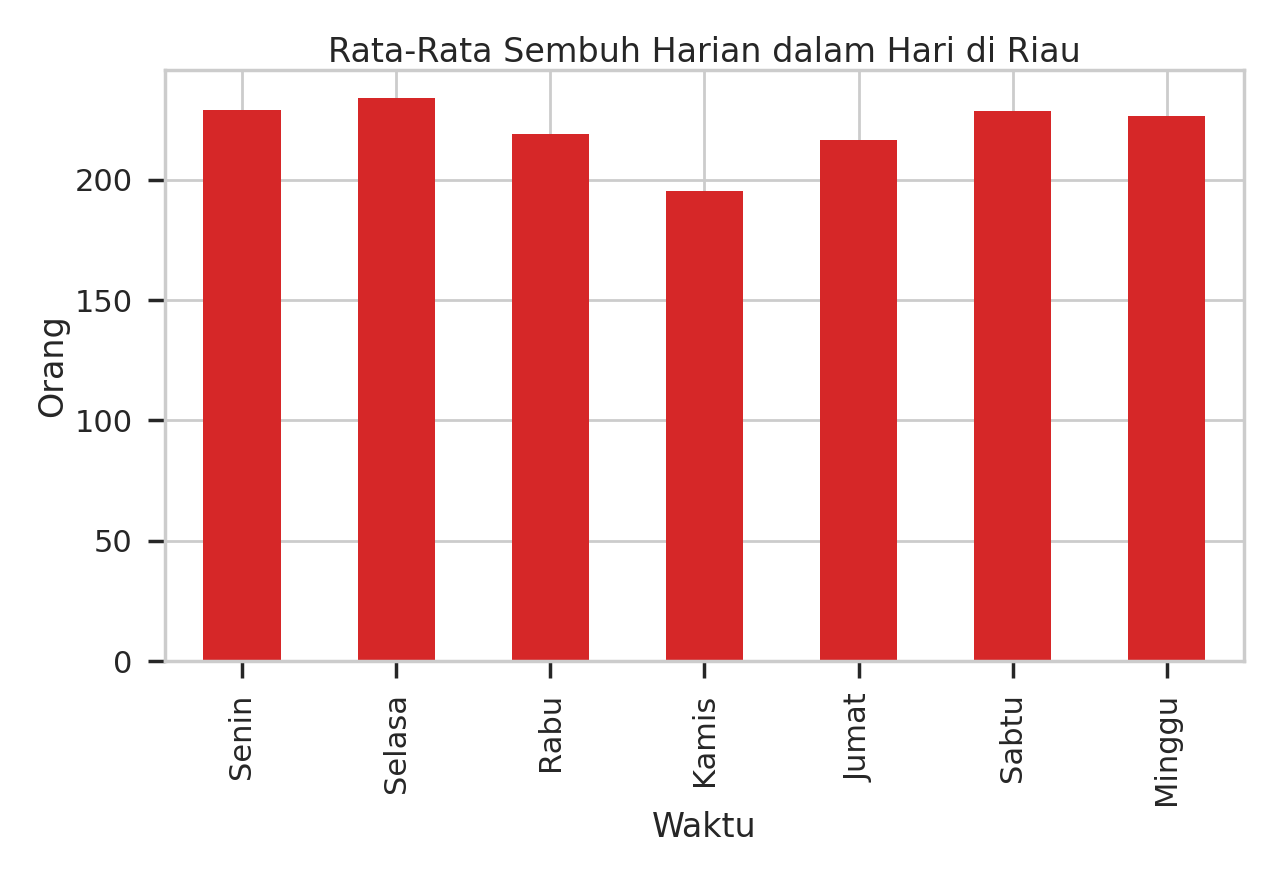 Rata-Rata Sembuh Harian dalam Hari di Riau
Orang
200
150
100
50
0
Senin
Selasa
Rabu
Kamis
Jumat
Sabtu
Minggu
Waktu